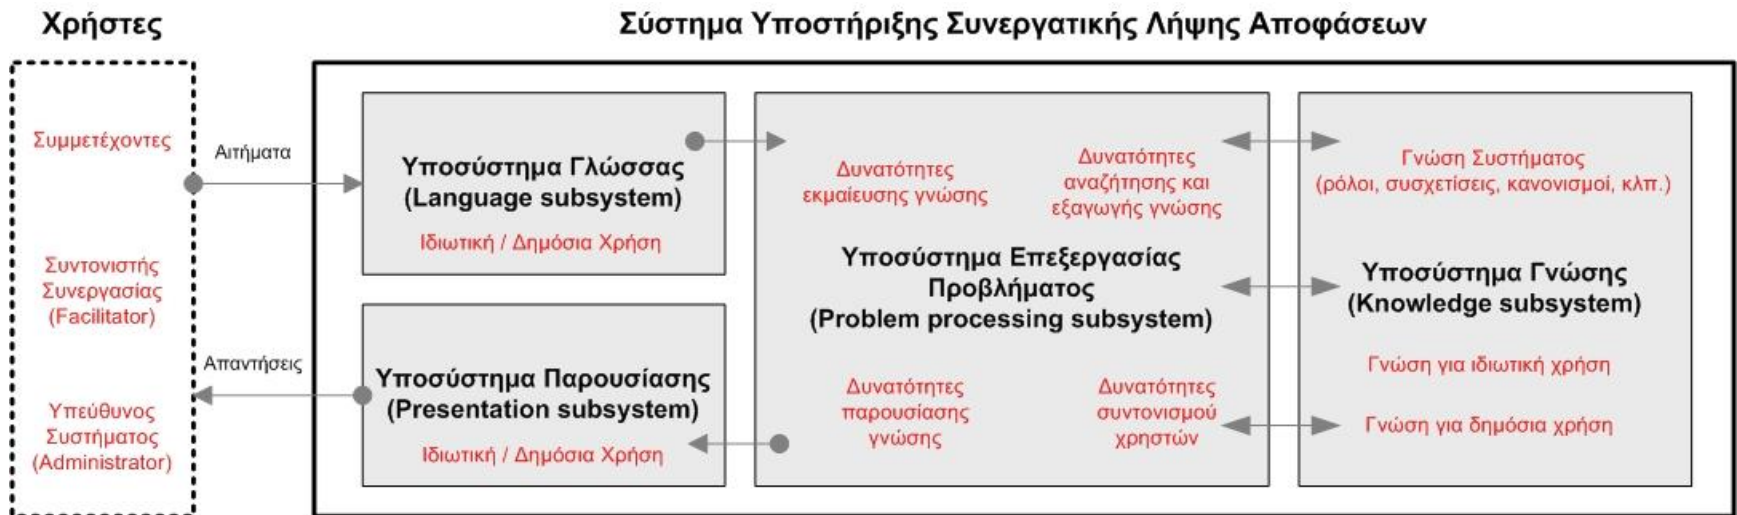 Χρήστες
Σύστημα Υποστήριξης Συνεργατικής Λήψης Αποφάσεων
Συμμετέχοντες
Συντονιστής
Συνεργασίας
(Facilitator)
Υπεύθυνος
Συστήματος
(Administrator)
Αιτήματα
Απαντήσεις
Υποσύστημα Γλώσσας
(Language subsystem)
Ιδιωτική / Δημόσια Χρήση
Υποσύστημα Παρουσίασης
(Presentation subsystem)
Ιδιωτική / Δημόσια Χρήση
Δυνατότητες
εκμαίευσης γνώσης
Δυνατότητες
αναζήτησης και
εξαγωγής γνώσης
Υποσύστημα Επεξεργασίας
Προβλήματος
(Problem processing subsystem)
Δυνατότητες
παρουσίασης
γνώσης
Δυνατότητες
συντονισμού
χρηστών
Γνώση Συστήματος
(ρόλοι, συσχετίσεις, κανονισμοί, κλπ.)
Υποσύστημα Γνώσης
(Knowledge subsystem)
Γνώση για ιδιωτική χρήση
Γνώση για δημόσια χρήση